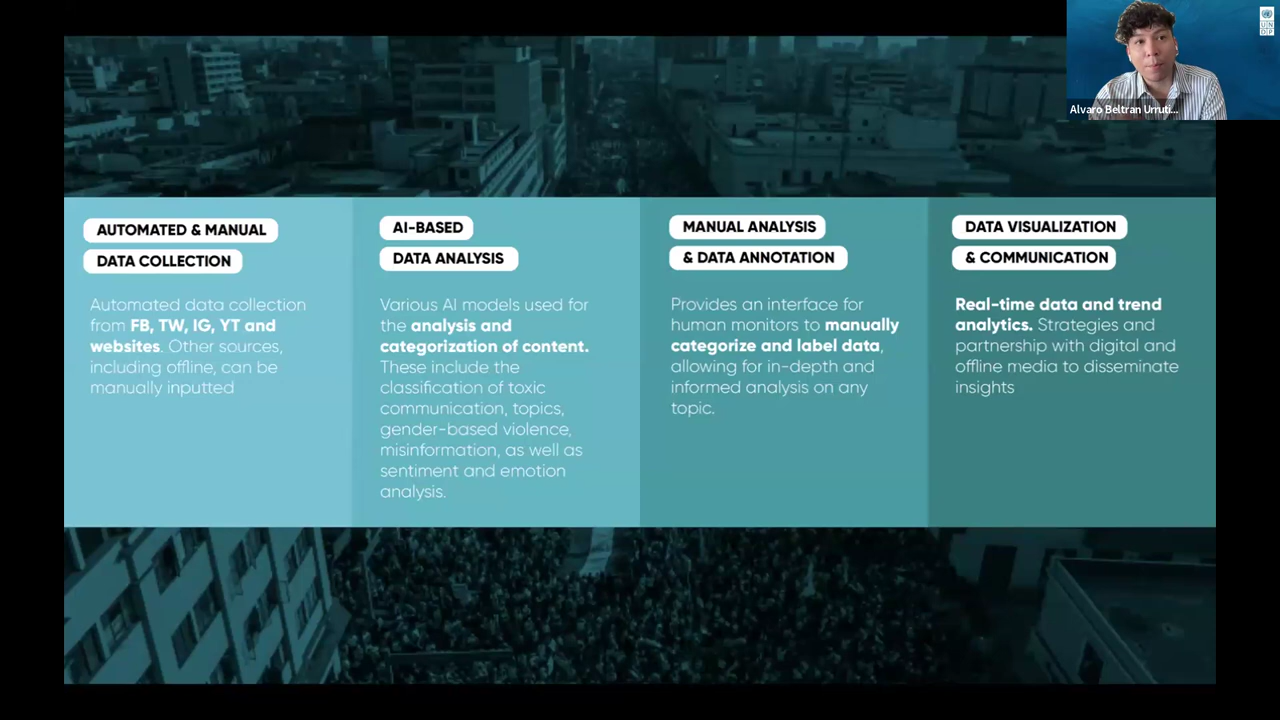 U N
D P
Alvaro Beltran Urruti...
AUTOMATED & MANUAL
DATA COLLECTION
Automated data collection
from FB, TW, IG, YT and
websites. Other sources,
including offline, can be
manually inputted
AI-BASED
DATA ANALYSIS
Various AI models used for
the analysis and
categorization of content.
These include the
classification of toxic
communication, topics,
gender-based violence,
misinformation, as well as
sentiment and emotion
analysis.
MANUAL ANALYSIS
& DATA ANNOTATION
Provides an interface for
human monitors to manually
categorize and label data,
allowing for in-depth and
informed analysis on any
topic.
DATA VISUALIZATION
& COMMUNICATION
Real-time data and trend
analytics. Strategies and
partnership with digital and
offline media to disseminate
insights